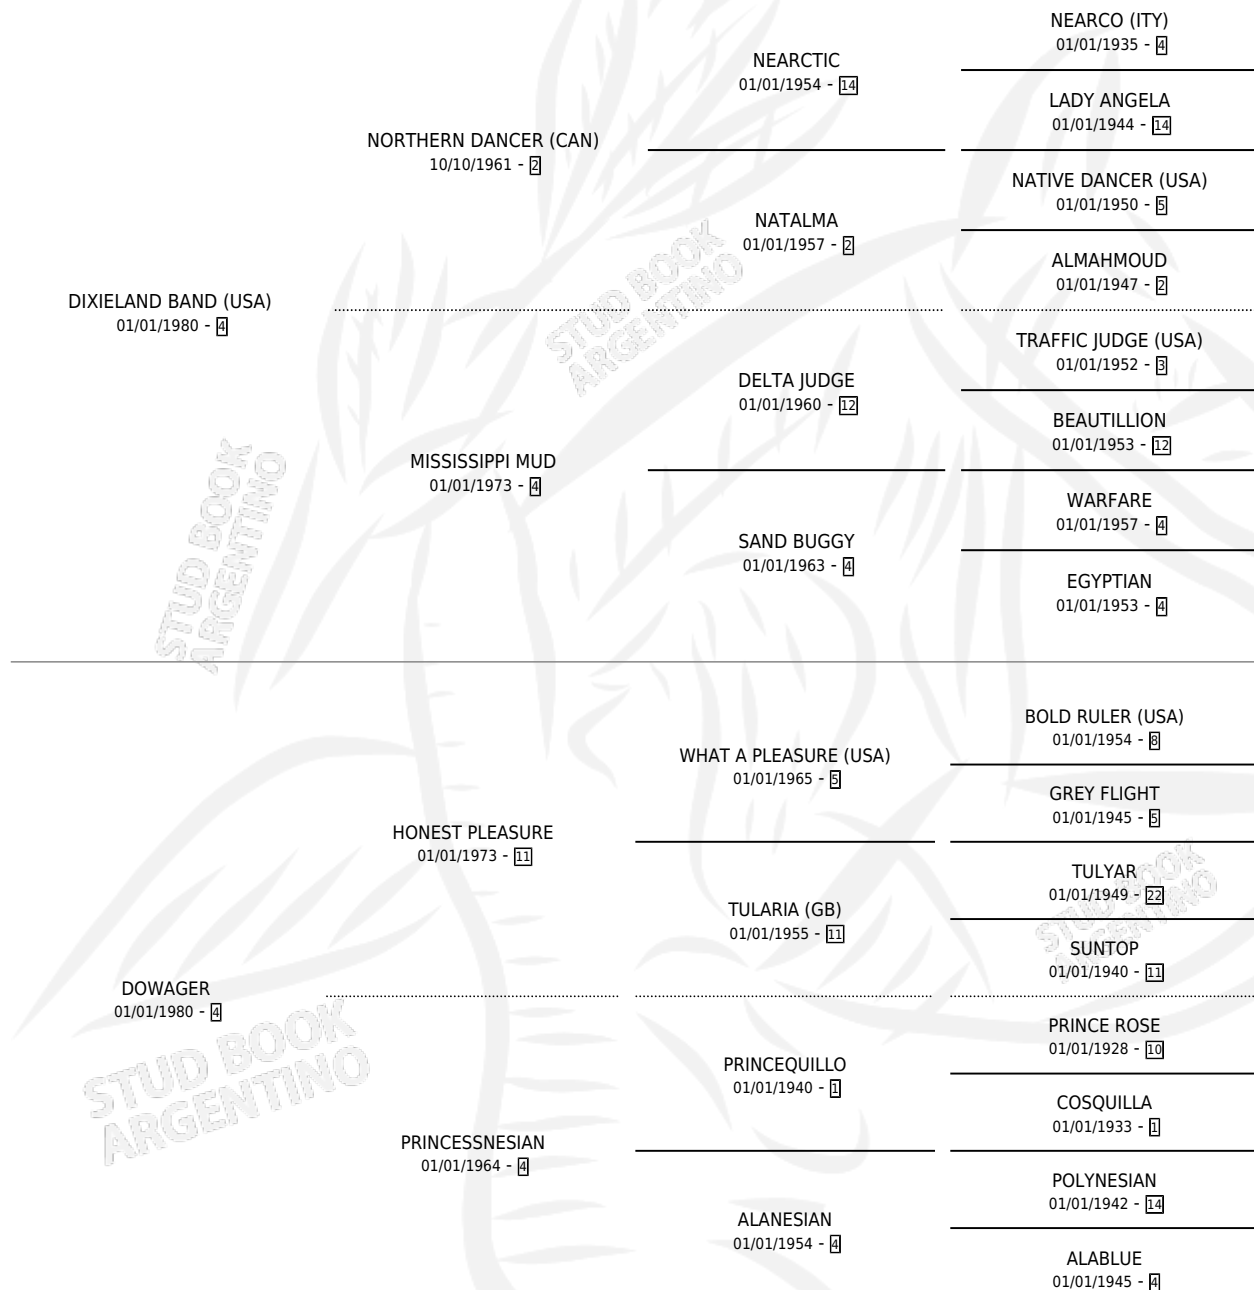 NEARCO (ITY)
01/01/1935 - 4
NEARCTIC
01/01/1954 - 14
LADY ANGELA
01/01/1944 - 14
NORTHERN DANCER (CAN)
10/10/1961 - 2
NATIVE DANCER (USA)
01/01/1950 - 5
NATALMA
01/01/1957 - 2
ALMAHMOUD
01/01/1947 - 2
DIXIELAND BAND (USA)
01/01/1980 - 4
TRAFFIC JUDGE (USA)
01/01/1952 - 3
DELTA JUDGE
01/01/1960 - 12
BEAUTILLION
01/01/1953 - 12
MISSISSIPPI MUD
01/01/1973 - 4
WARFARE
01/01/1957 - 4
SAND BUGGY
01/01/1963 - 4
EGYPTIAN
01/01/1953 - 4
BOLD RULER (USA)
01/01/1954 - 8
WHAT A PLEASURE (USA)
01/01/1965 - 5
GREY FLIGHT
01/01/1945 - 5
HONEST PLEASURE
01/01/1973 - 11
TULYAR
01/01/1949 - 22
TULARIA (GB)
01/01/1955 - 11
SUNTOP
01/01/1940 - 11
DOWAGER
01/01/1980 - 4
PRINCE ROSE
01/01/1928 - 10
PRINCEQUILLO
01/01/1940 - 1
COSQUILLA
01/01/1933 - 1
PRINCESSNESIAN
01/01/1964 - 4
POLYNESIAN
01/01/1942 - 14
ALANESIAN
01/01/1954 - 4
ALABLUE
01/01/1945 - 4
STUD BOOK
ARGENTINO
STUD BOOK
ARGENTINO
STUD BOOK
ARGENTINO
STUD BOOK
ARGENTINO